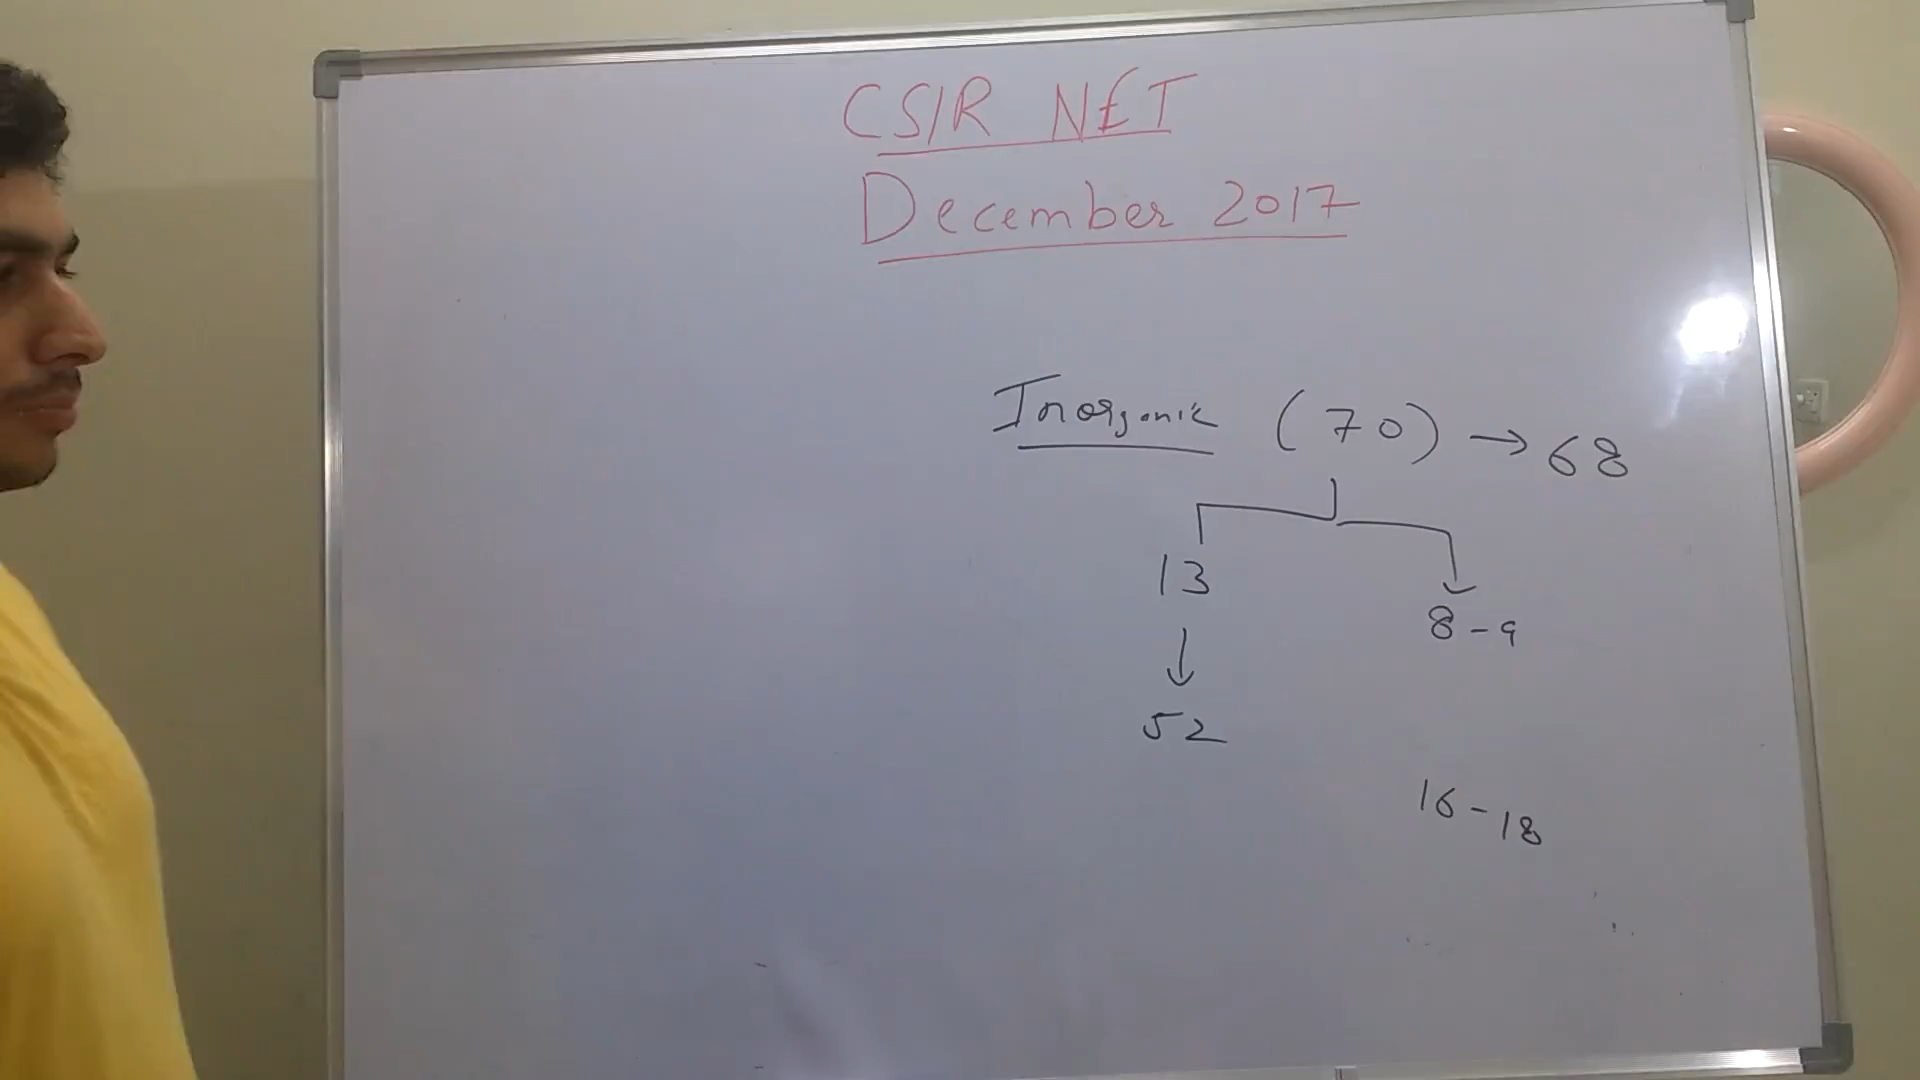 CSIR NET
December 2017
Inorganic (70) → 68
13
8-9
↓
52
16-18